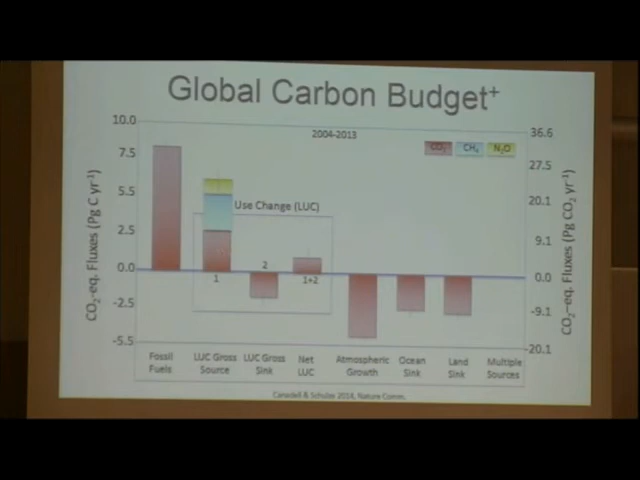 Global Carbon Budget+
2004-2013
CO2 CH4 N2O
CO2-eq. Fluxes (Pg C yr-1)
10.0
7.5
5.5
2.5
0.0
-2.5
-5.5
Use Change (LUC)
1
2
1+2
36.6
27.5
20.1
9.1
0.0
-9.1
-20.1
CO2-eq. Fluxes (Pg CO2 yr-1)
Fossil Fuels
LUC Gross Source
LUC Gross Sink
Net LUC
Atmospheric Growth
Ocean Sink
Land Sink
Multiple Sources
Canadell & Schulze 2014, Nature Comm.